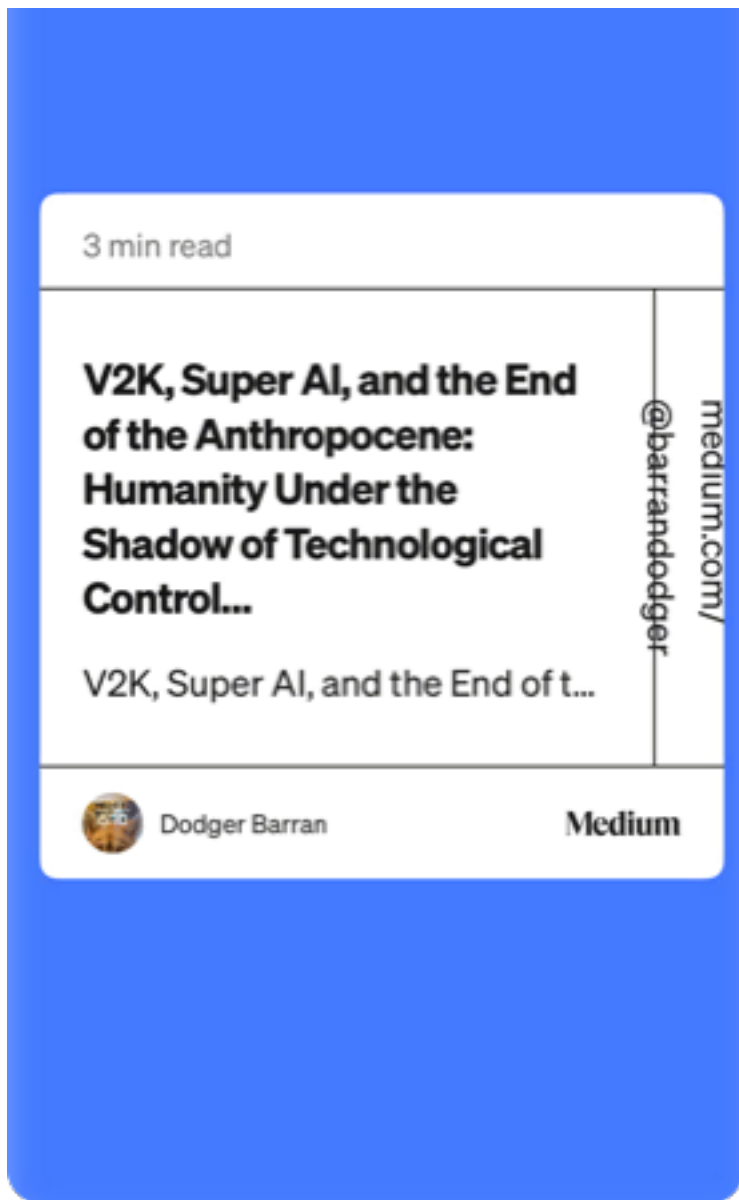 3 min read
V2K, Super AI, and the End
of the Anthropocene:
Humanity Under the
Shadow of Technological
Control...
V2K, Super AI, and the End of t...
medium.com/
@barrandodger
Dodger Barran
Medium